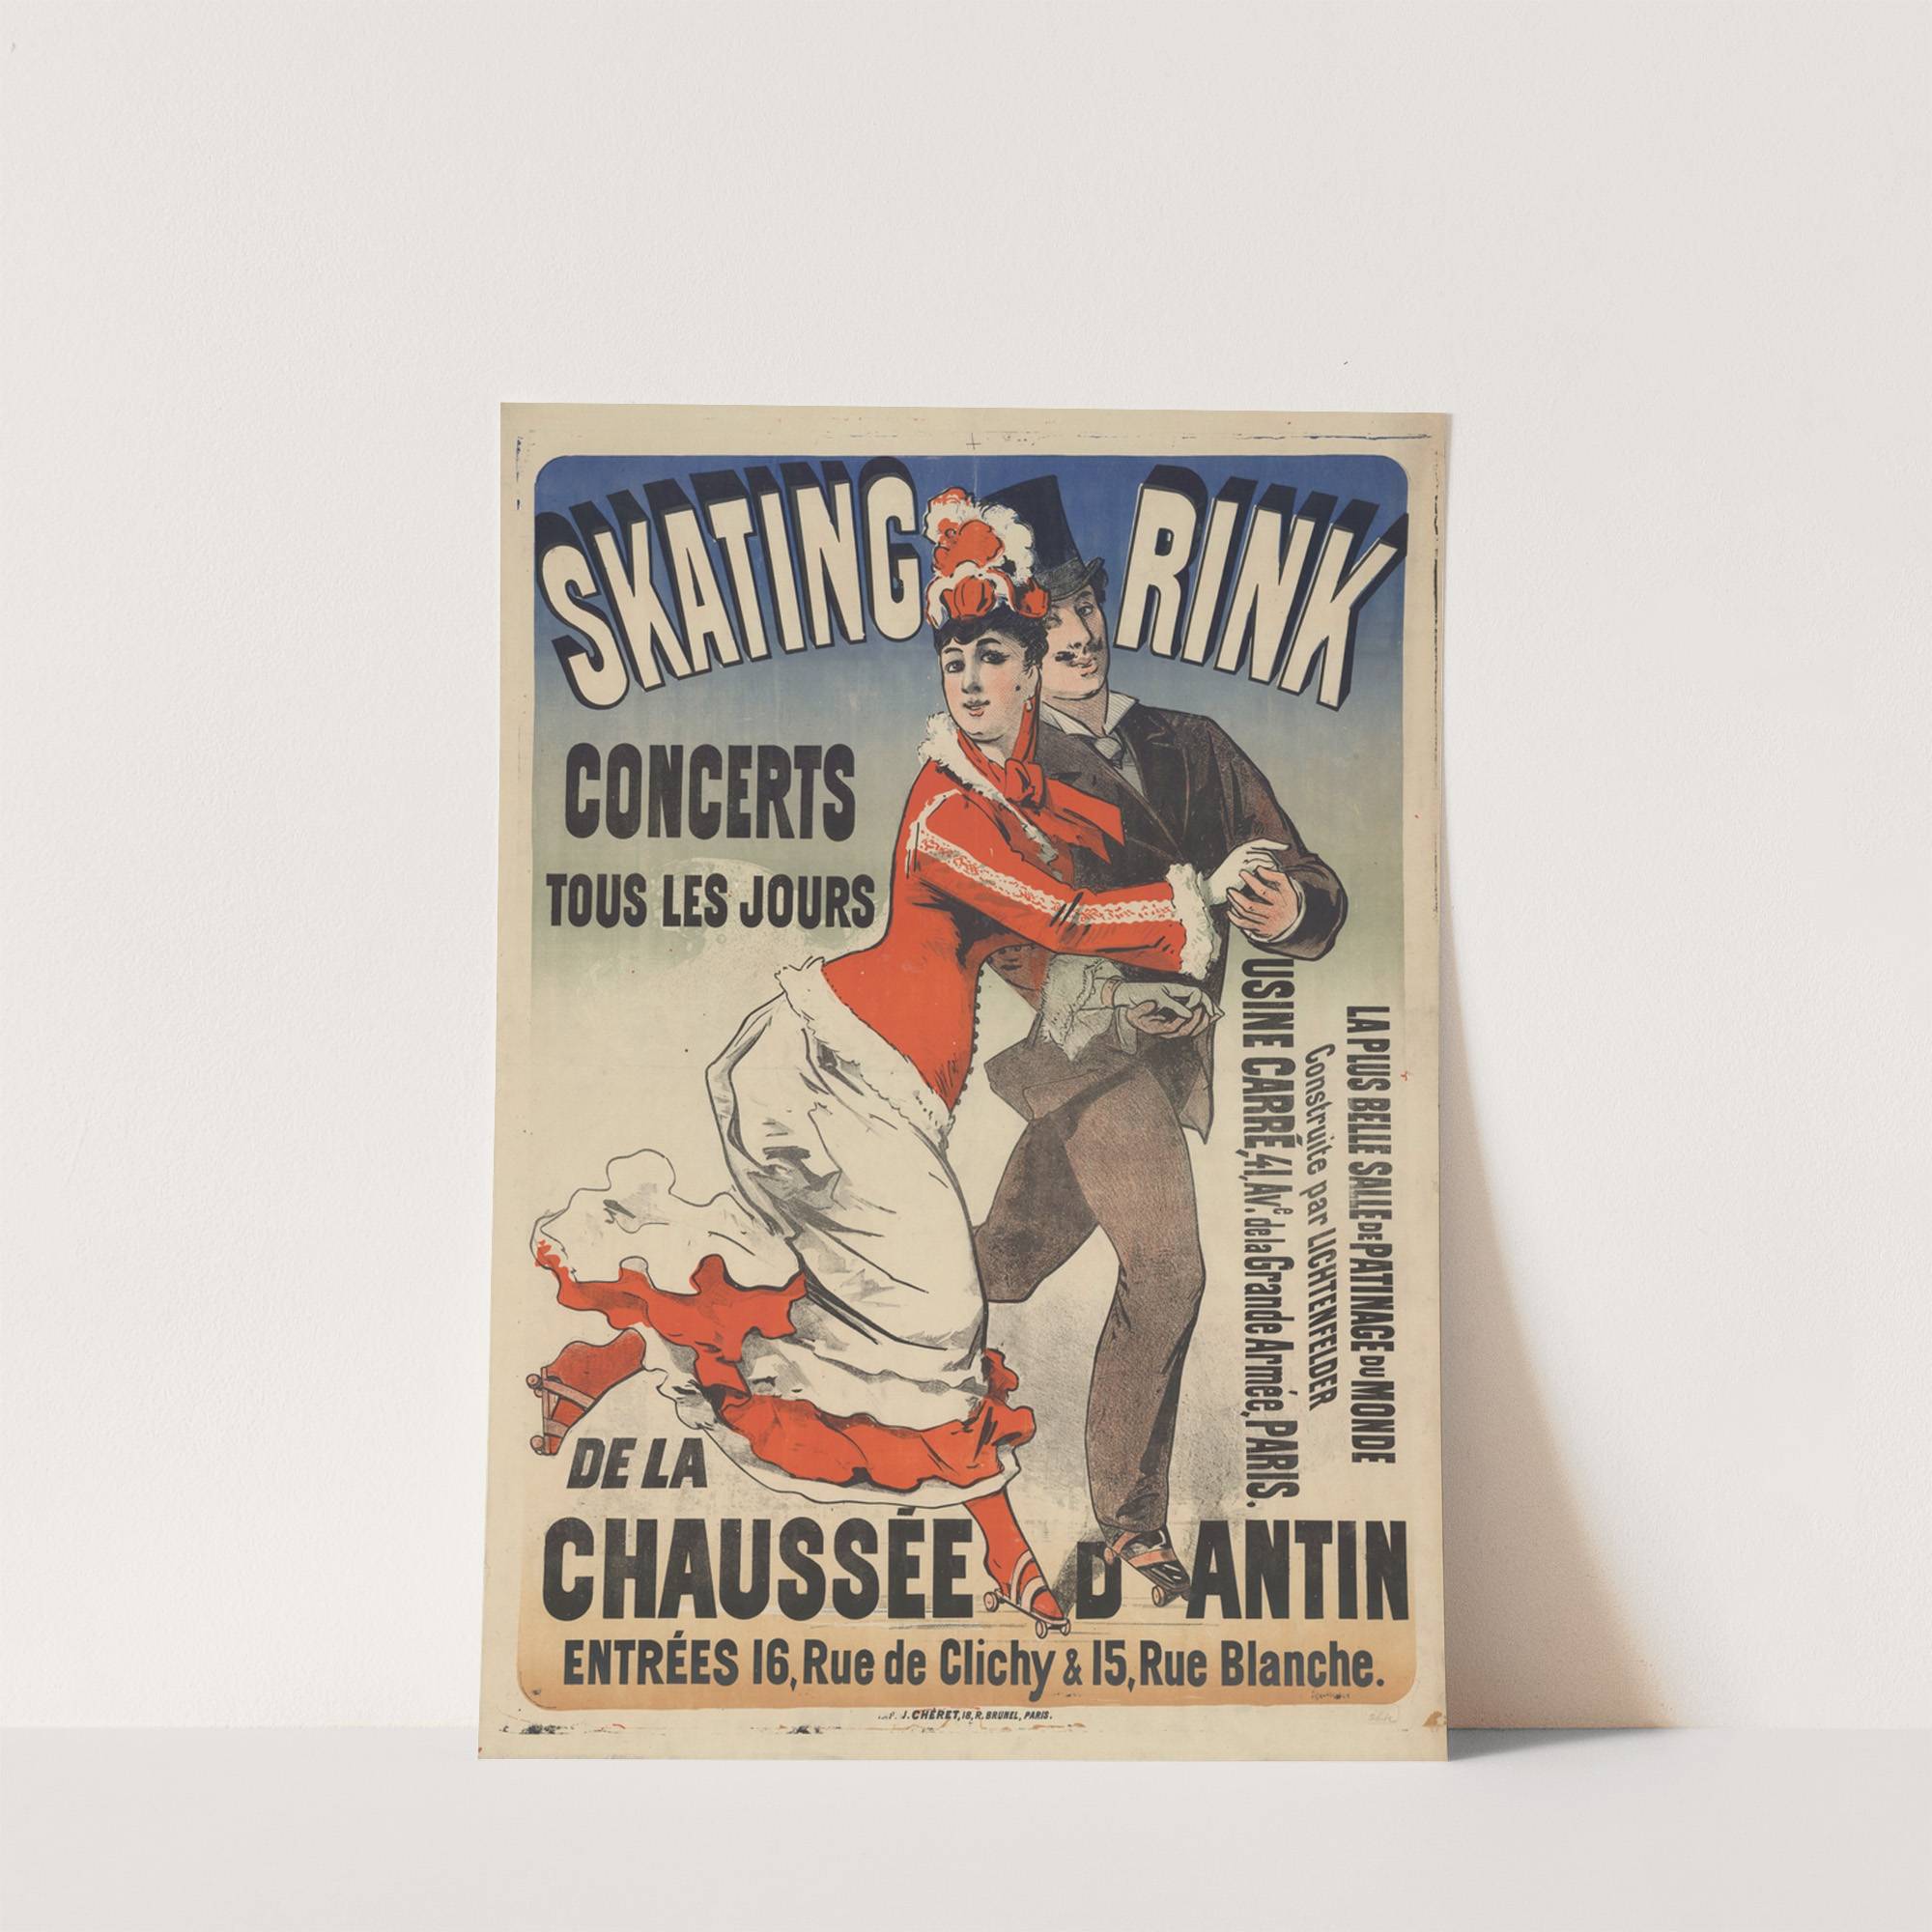 SKATING RINK
CONCERTS
TOUS LES JOURS
LA PLUS BELLE SALLE DE PATINAGE DU MONDE
Construite par LICHTENFELDER
USINE CARRÉ, 41, Av.e de la Grande Armée, PARIS.
DE LA
CHAUSSÉE D'ANTIN
ENTRÉES 16, Rue de Clichy & 15, Rue Blanche.
J. CHÉRET, 18, R. BRUNEL, PARIS.